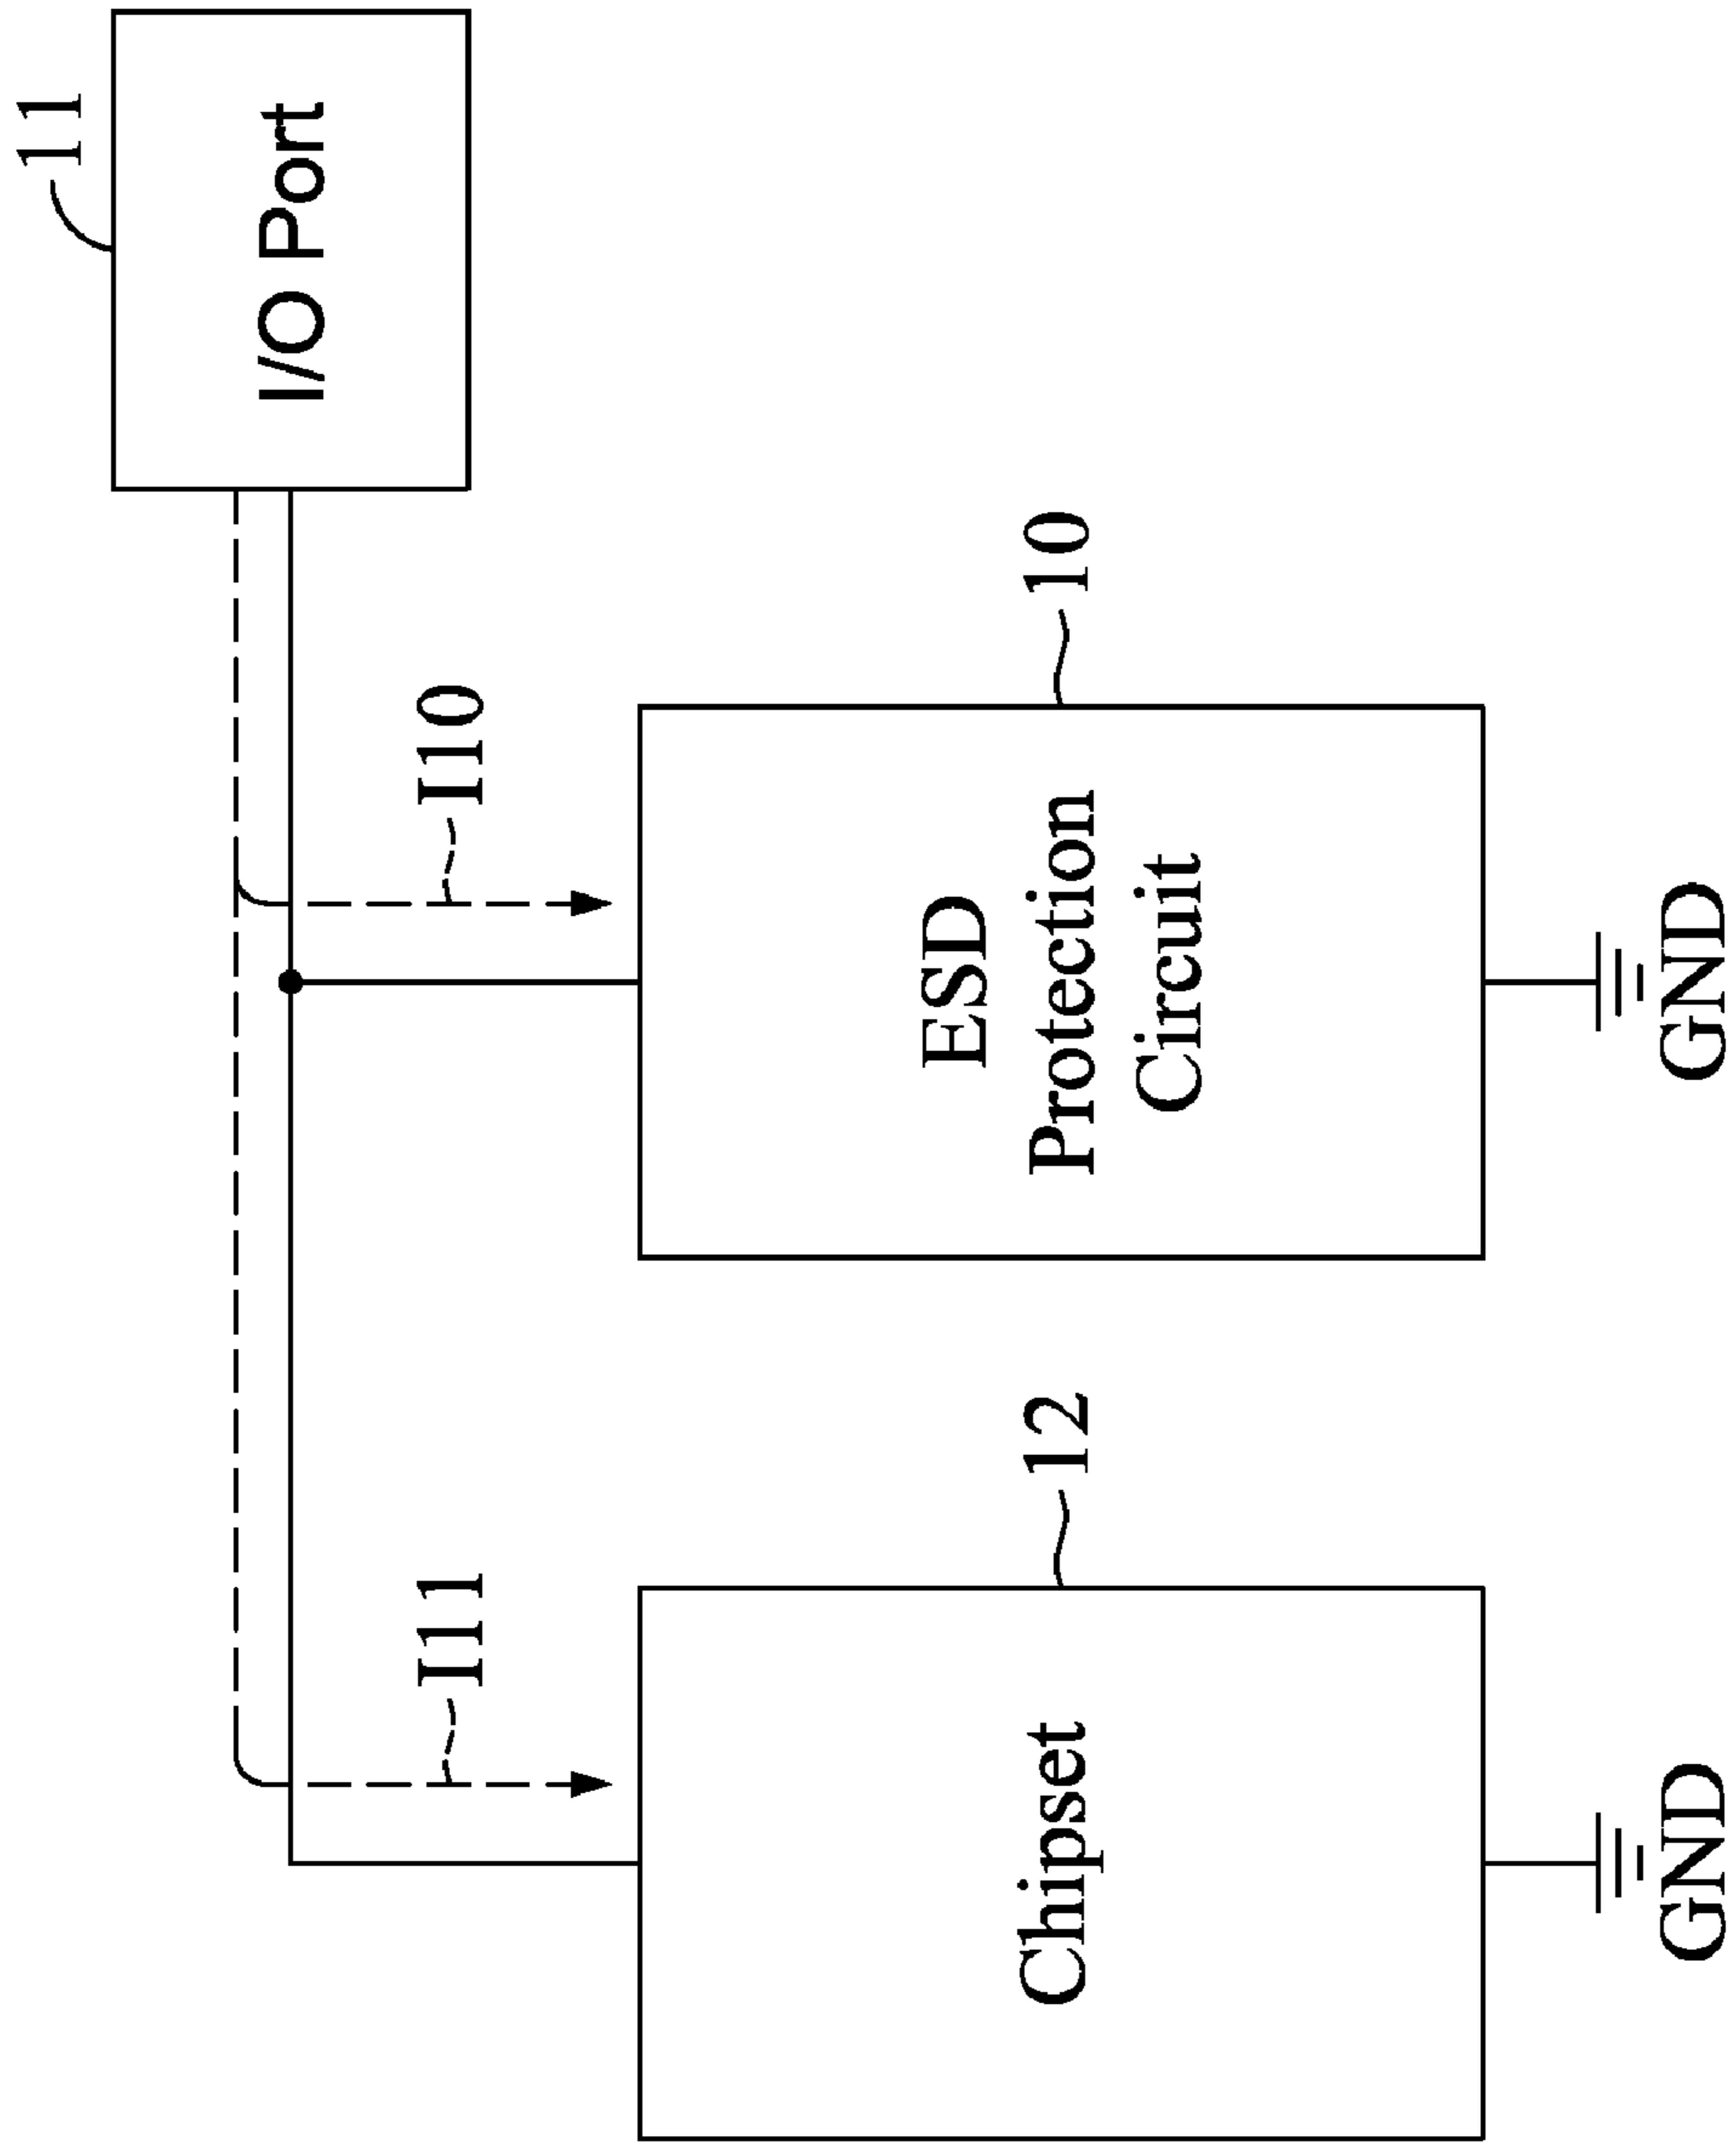 11
I/O Port
I10
I11
10
ESD
Protection
Circuit
12
Chipset
GND
GND